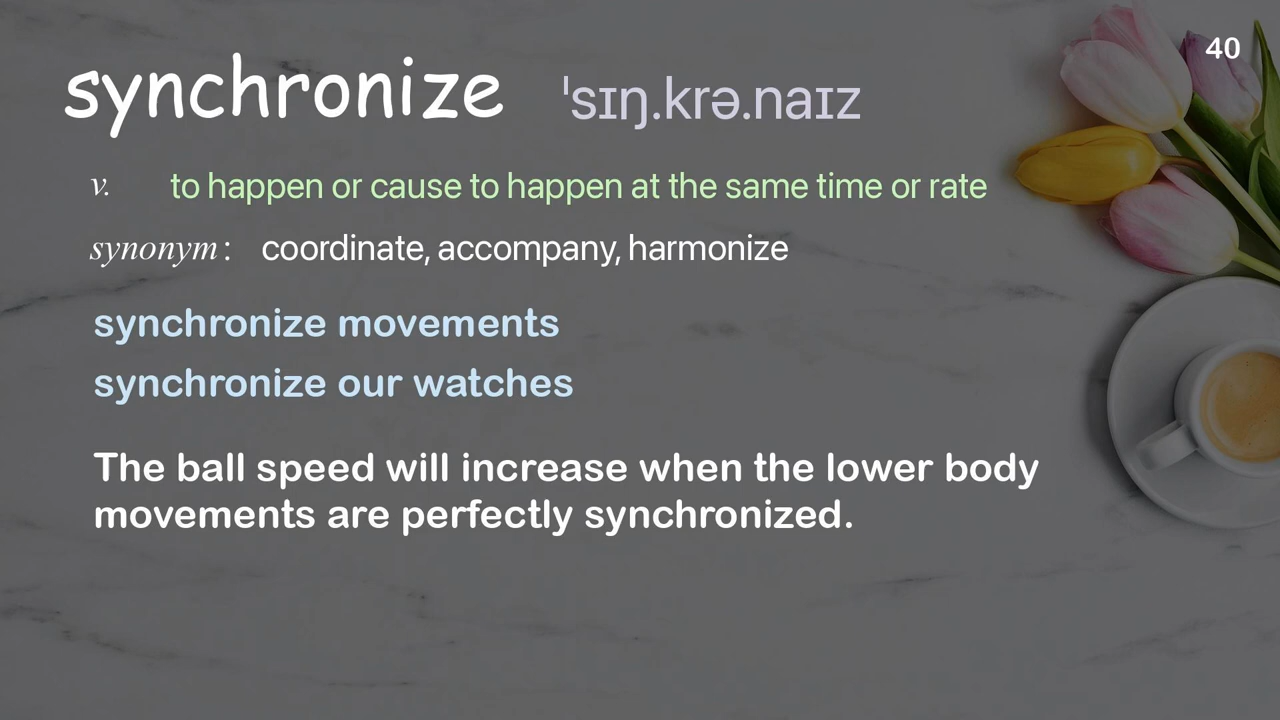 40
synchronize ˈsɪŋ.krə.naɪz
v. to happen or cause to happen at the same time or rate
synonym: coordinate, accompany, harmonize
synchronize movements
synchronize our watches
The ball speed will increase when the lower body
movements are perfectly synchronized.